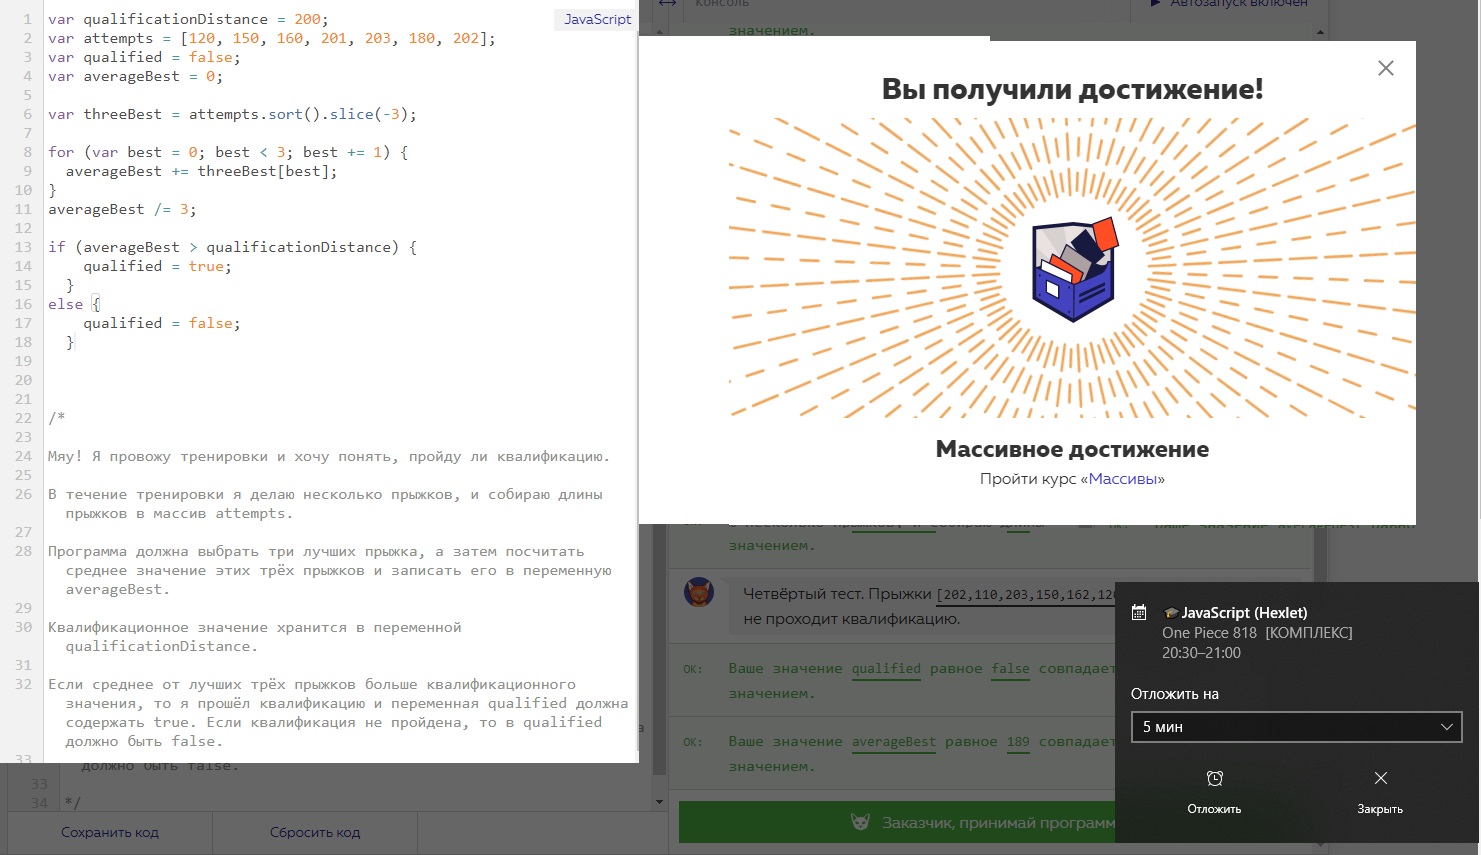 JavaScript
1 var qualificationDistance = 200;
2 var attempts = [120, 150, 160, 201, 203, 180, 202];
3 var qualified = false;
4 var averageBest = 0;
5
6 var threeBest = attempts.sort().slice(-3);
7
8 for (var best = 0; best < 3; best += 1) {
9 averageBest += threeBest[best];
10 }
11 averageBest /= 3;
12
13 if (averageBest > qualificationDistance) {
14 qualified = true;
15 }
16 else {
17 qualified = false;
18 }
19
20
21
22 /*
23
24 Мяу! Я провожу тренировки и хочу понять, пройду ли квалификацию.
25
26 В течение тренировки я делаю несколько прыжков, и собираю длины
прыжков в массив attempts.
27
28 Программа должна выбрать три лучших прыжка, а затем посчитать
среднее значение этих трёх прыжков и записать его в переменную
averageBest.
29
30 Квалификационное значение хранится в переменной
qualificationDistance.
31
32 Если среднее от лучших трёх прыжков больше квалификационного
значения, то я прошёл квалификацию и переменная qualified должна
содержать true. Если квалификация не пройдена, то в qualified
должно быть false.
33
должно быть false.
33
34 */
Сохранить код
Сбросить код
Консоль
Автозапуск включен
значением.
Вы получили достижение!
Массивное достижение
Пройти курс «Массивы»
значением.
Четвёртый тест. Прыжки [202,110,203,150,162,120
не проходит квалификацию.
OK: Ваше значение qualified равное false совпадает
значением.
OK: Ваше значение averageBest равное 189 совпадает
значением.
Заказчик, принимай програм
🎓JavaScript (Hexlet)
One Piece 818 [КОМПЛЕКС]
20:30–21:00
Отложить на
5 мин
Отложить
Закрыть